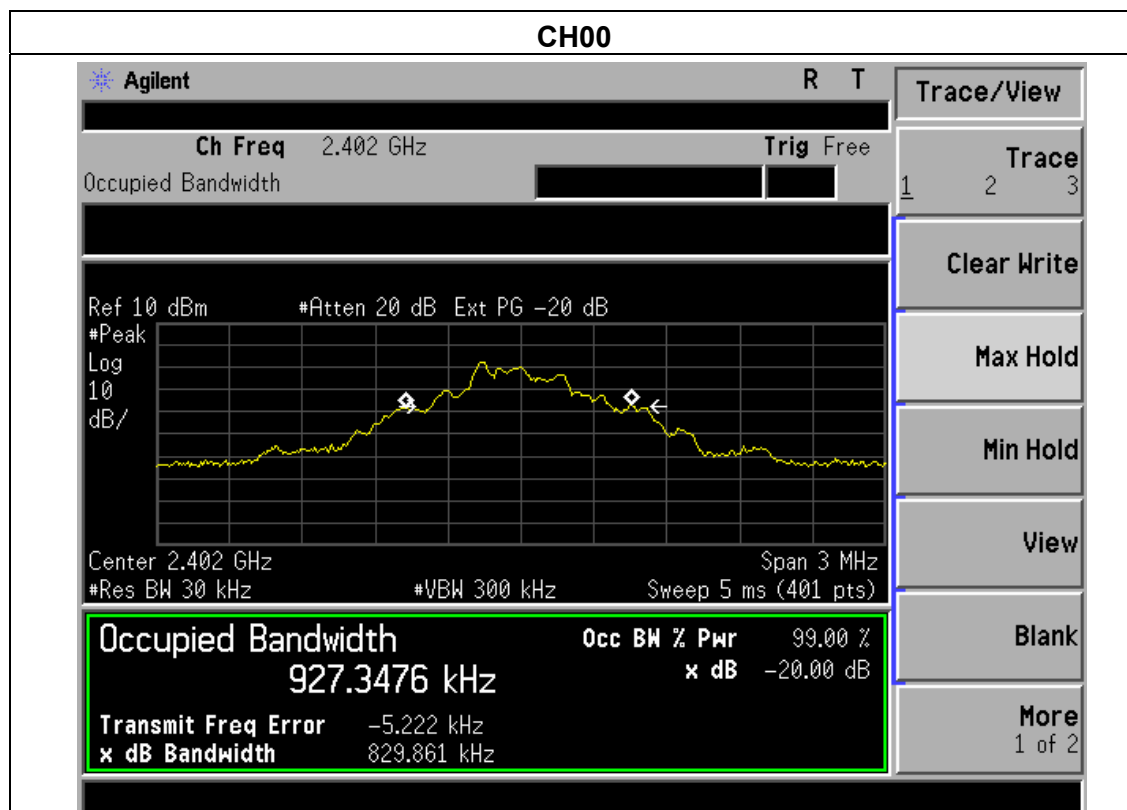 CH00
Agilent R T
Ch Freq 2.402 GHz Trig Free
Occupied Bandwidth
Ref 10 dBm #Atten 20 dB Ext PG -20 dB
#Peak
Log
10
dB/
Center 2.402 GHz Span 3 MHz
#Res BW 30 kHz #VBW 300 kHz Sweep 5 ms (401 pts)
Occupied Bandwidth Occ BW % Pwr 99.00 %
927.3476 kHz x dB -20.00 dB
Transmit Freq Error -5.222 kHz
x dB Bandwidth 829.861 kHz
Trace/View
Trace
1 2 3
Clear Write
Max Hold
Min Hold
View
Blank
More
1 of 2